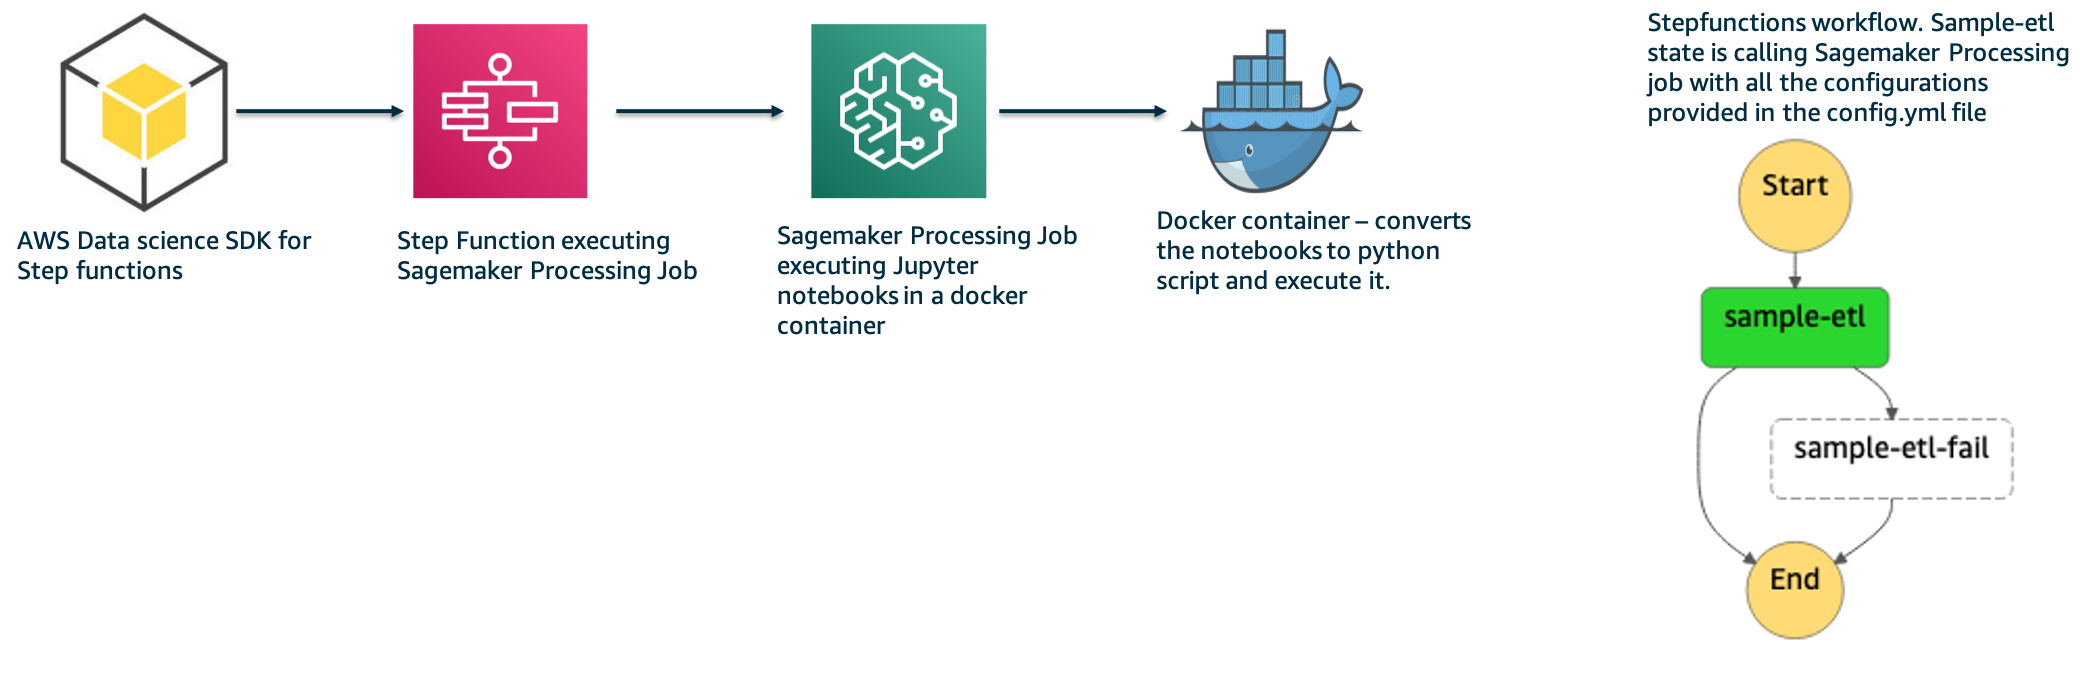 AWS Data science SDK for
Step functions
Step Function executing
Sagemaker Processing Job
Sagemaker Processing Job
executing Jupyter
notebooks in a docker
container
Docker container – converts
the notebooks to python
script and execute it.
Stepfunctions workflow. Sample-etl
state is calling Sagemaker Processing
job with all the configurations
provided in the config.yml file
Start
sample-etl
sample-etl-fail
End